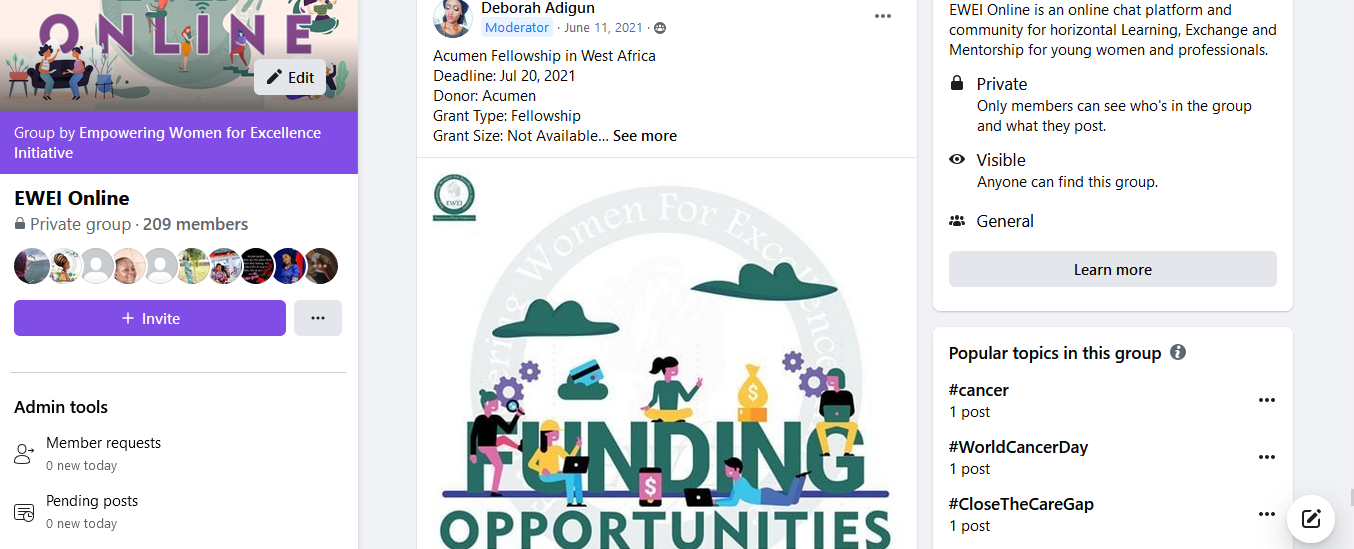 ONLINE
Edit
Group by Empowering Women for Excellence
Initiative
EWEI Online
Private group · 209 members
+ Invite
Admin tools
Member requests
0 new today
Pending posts
0 new today
Deborah Adigun
Moderator · June 11, 2021 ·
Acumen Fellowship in West Africa
Deadline: Jul 20, 2021
Donor: Acumen
Grant Type: Fellowship
Grant Size: Not Available... See more
EWEI
Women For Excellence
FUNDING
OPPORTUNITIES
EWEI Online is an online chat platform and
community for horizontal Learning, Exchange and
Mentorship for young women and professionals.
Private
Only members can see who's in the group
and what they post.
Visible
Anyone can find this group.
General
Learn more
Popular topics in this group
#cancer
1 post
#WorldCancerDay
1 post
#CloseTheCareGap
1 post